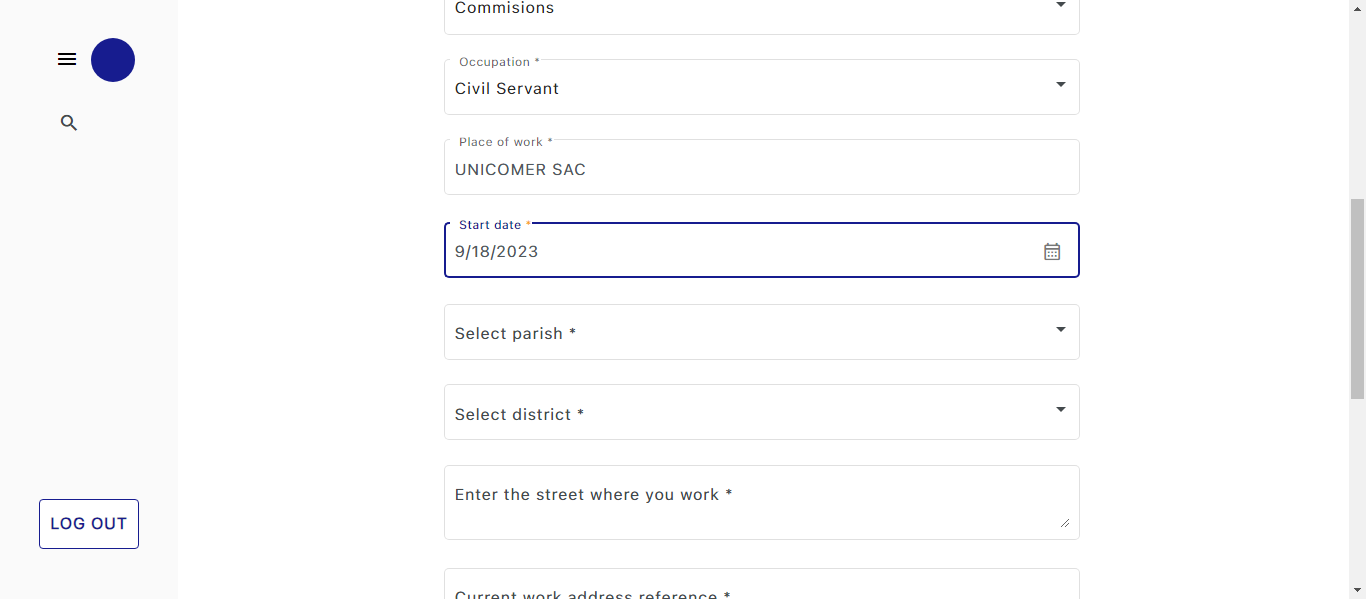 Commisions
Occupation *
Civil Servant
Place of work *
UNICOMER SAC
Start date *
9/18/2023
Select parish *
Select district *
Enter the street where you work *
LOG OUT
Current work address reference *